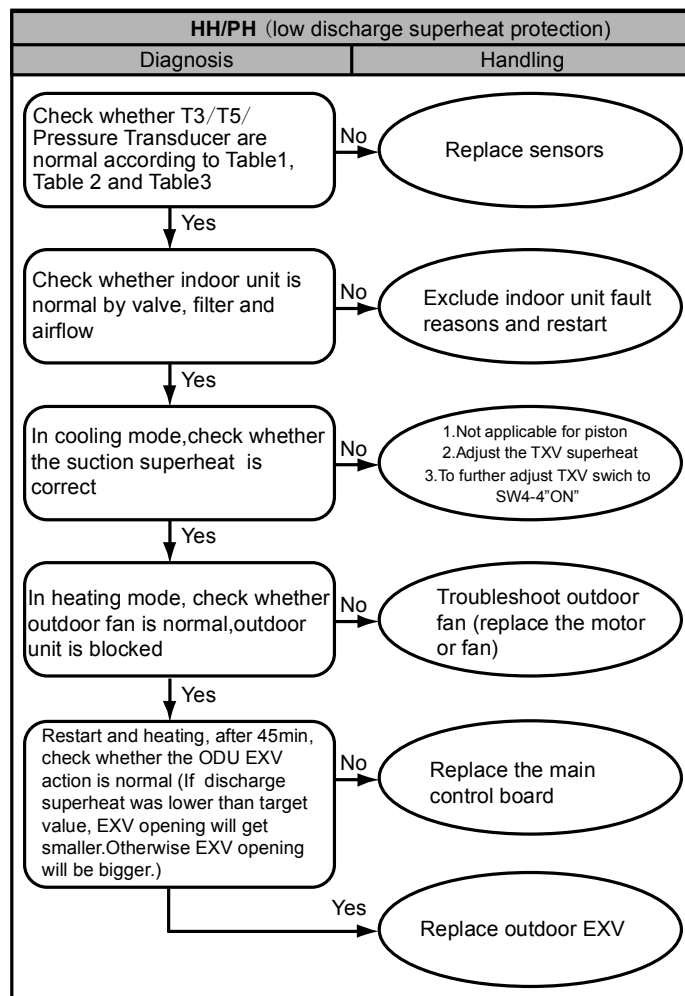 HH/PH (low discharge superheat protection)
Diagnosis
Handling
Check whether T3/T5/
Pressure Transducer are
normal according to Table1,
Table 2 and Table3
No
Replace sensors
Yes
Check whether indoor unit is
normal by valve, filter and
airflow
No
Exclude indoor unit fault
reasons and restart
Yes
In cooling mode,check whether
the suction superheat is
correct
No
1.Not applicable for piston
2.Adjust the TXV superheat
3.To further adjust TXV swich to
SW4-4”ON”
Yes
In heating mode, check whether
outdoor fan is normal,outdoor
unit is blocked
No
Troubleshoot outdoor
fan (replace the motor
or fan)
Yes
Restart and heating, after 45min,
check whether the ODU EXV
action is normal (If discharge
superheat was lower than target
value, EXV opening will get
smaller.Otherwise EXV opening
will be bigger.)
No
Replace the main
control board
Yes
Replace outdoor EXV